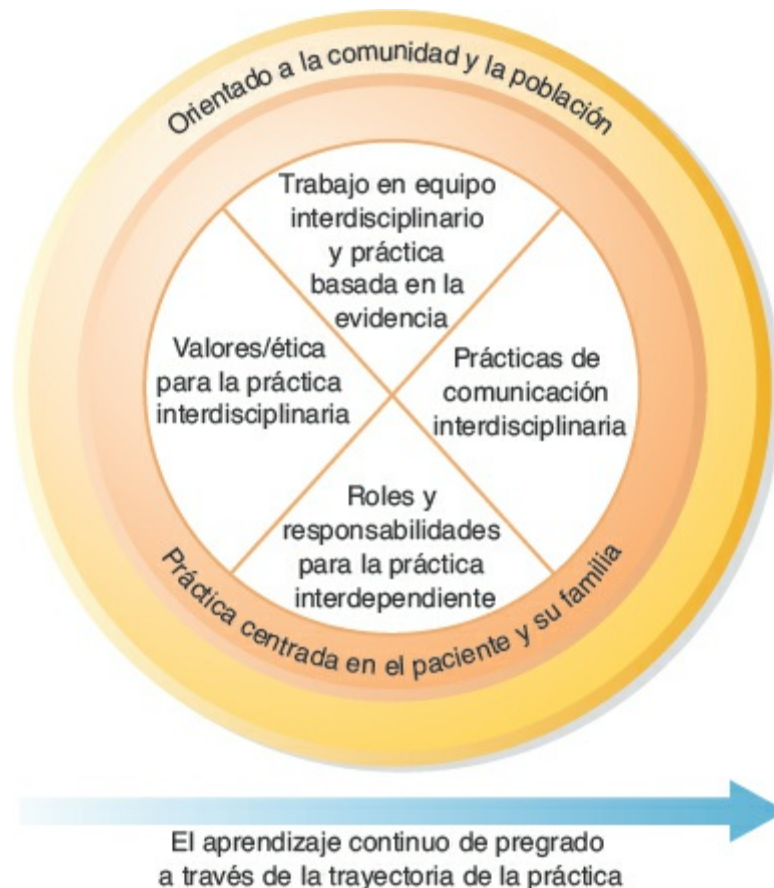 Orientado a la comunidad y la población
Trabajo en equipo
interdisciplinario
y práctica
basada en la
evidencia
Valores/ética
para la práctica
interdisciplinaria
Prácticas de
comunicación
interdisciplinaria
Roles y
responsabilidades
para la práctica
interdependiente
Práctica centrada en el paciente y su familia
El aprendizaje continuo de pregrado
a través de la trayectoria de la práctica